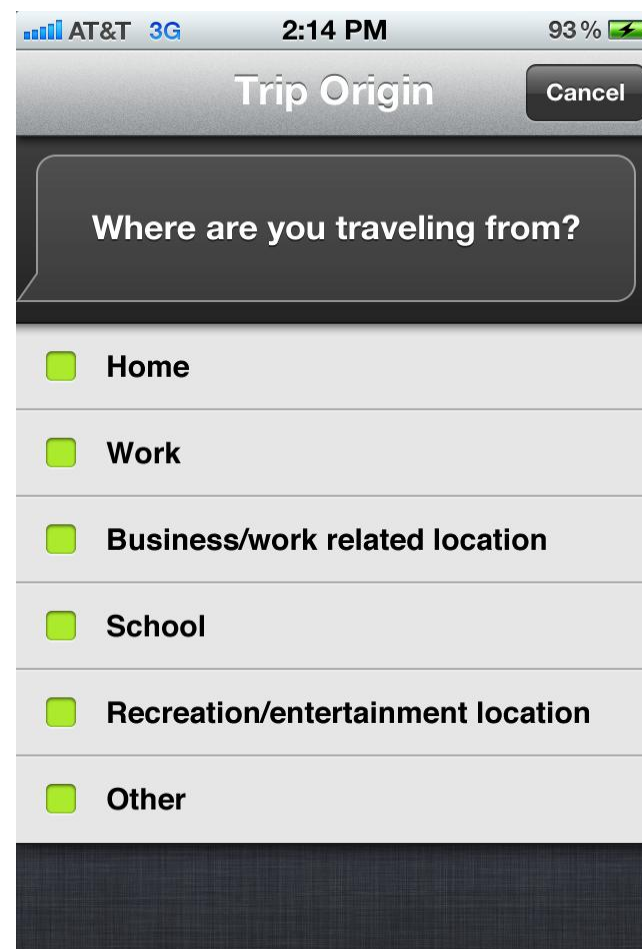 AT&T 3G 2:14 PM 93%
Trip Origin Cancel
Where are you traveling from?
Home
Work
Business/work related location
School
Recreation/entertainment location
Other